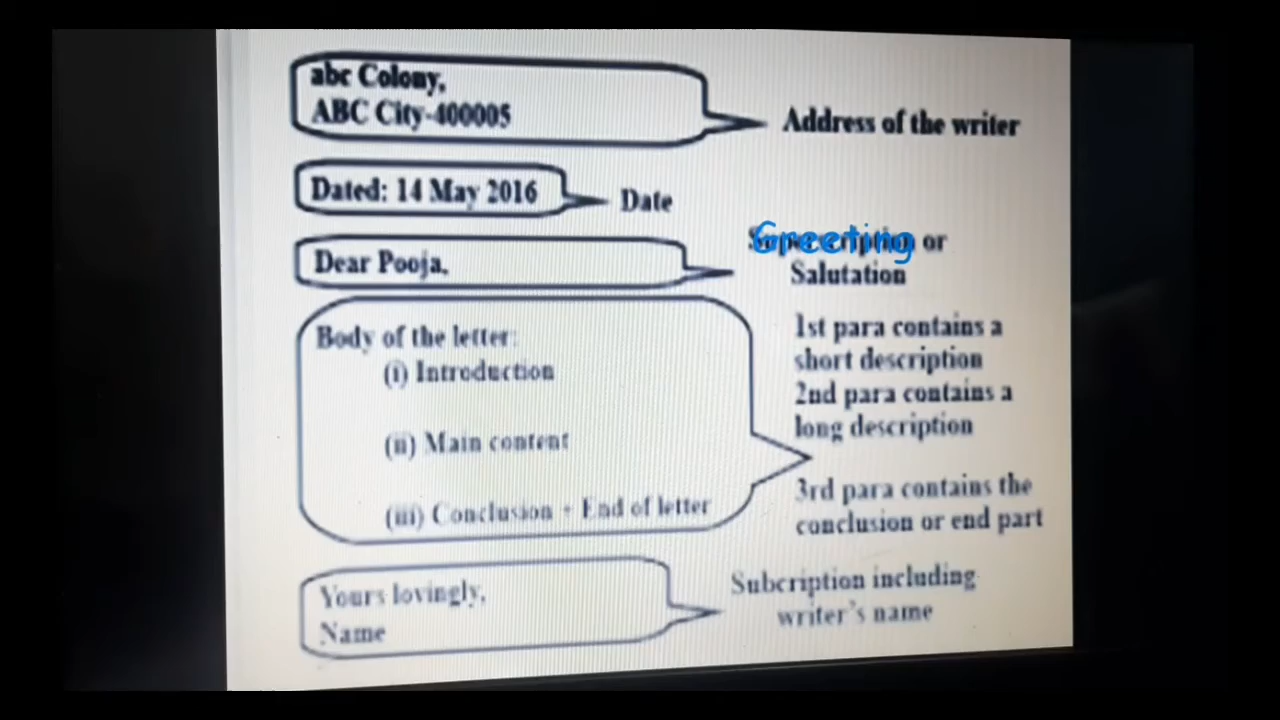 abc Colony,
ABC City-400005
Address of the writer
Dated: 14 May 2016
Date
Dear Pooja,
Greeting
Superscription or
Salutation
Body of the letter:
(i) Introduction
(ii) Main content
(iii) Conclusion + End of letter
1st para contains a
short description
2nd para contains a
long description
3rd para contains the
conclusion or end part
Yours lovingly,
Name
Subcription including
writer's name